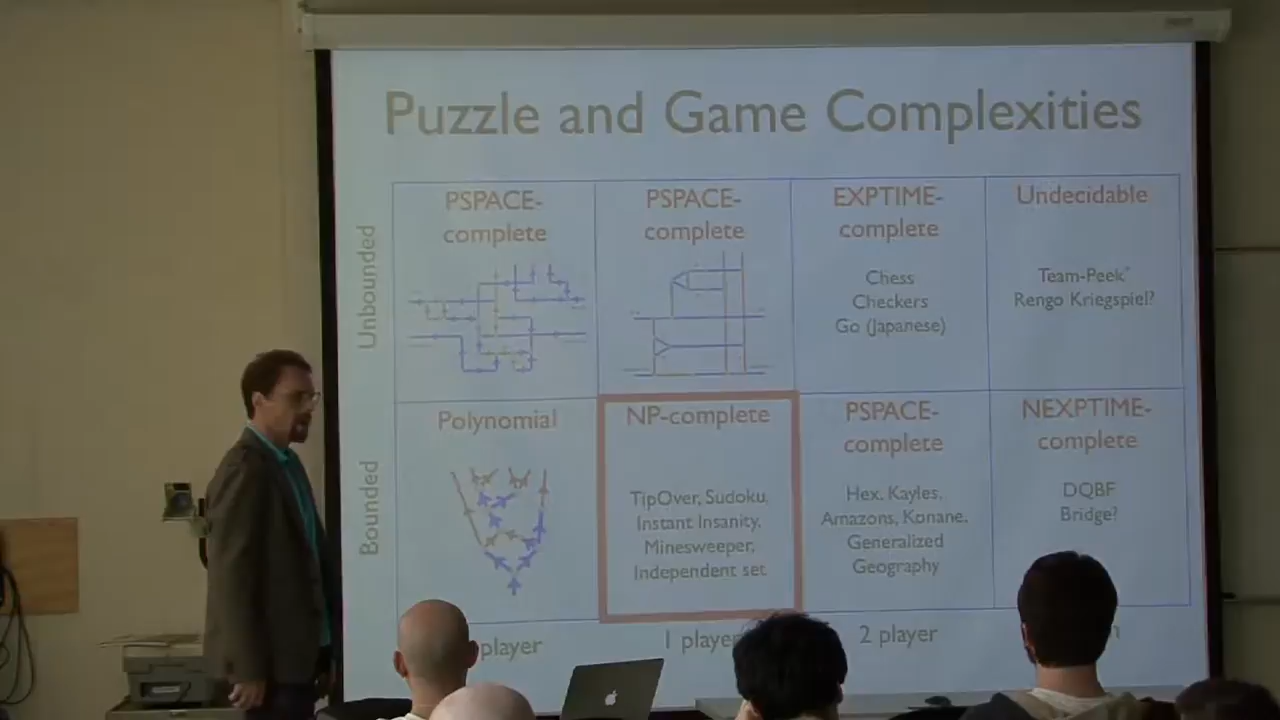 Puzzle and Game Complexities
Unbounded
PSPACE-
complete
PSPACE-
complete
EXPTIME-
complete
Chess
Checkers
Go (Japanese)
Undecidable
Team-Peek*
Rengo Kriegspiel?
Bounded
Polynomial
NP-complete
TipOver, Sudoku,
Instant Insanity,
Minesweeper,
Independent set
PSPACE-
complete
Hex, Kayles,
Amazons, Konane,
Generalized
Geography
NEXPTIME-
complete
DQBF
Bridge?
player
1 player
2 player